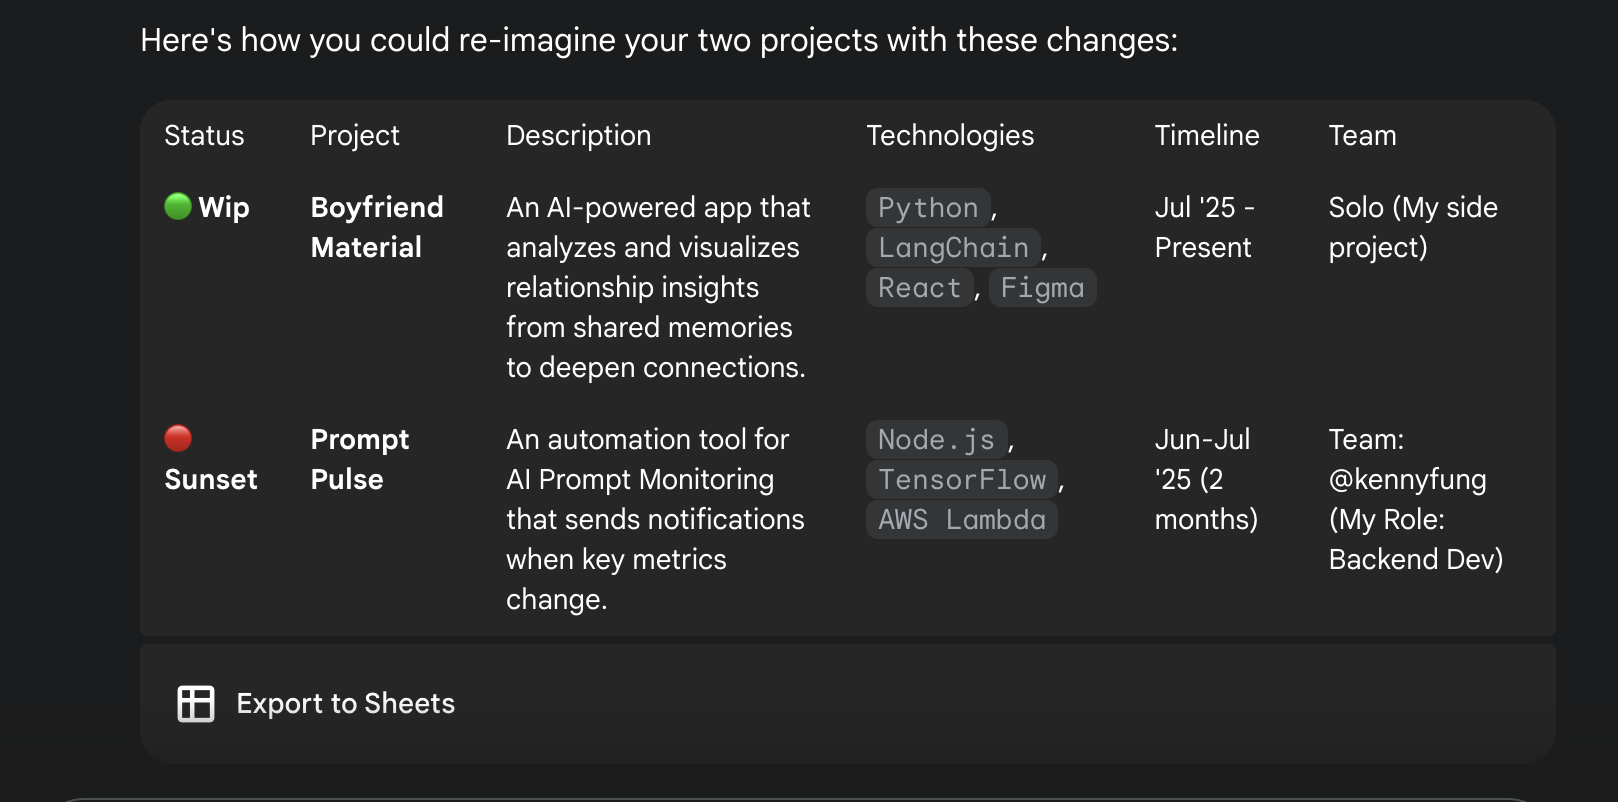 Here's how you could re-imagine your two projects with these changes:
Status Project Description Technologies Timeline Team
🟢 Wip Boyfriend An AI-powered app that Python, Jul '25 - Solo (My side
Material analyzes and visualizes LangChain, Present project)
relationship insights React, Figma
from shared memories
to deepen connections.
🔴 Prompt An automation tool for Node.js, Jun-Jul Team:
Sunset Pulse AI Prompt Monitoring TensorFlow, '25 (2 @kennyfung
that sends notifications AWS Lambda months) (My Role:
when key metrics Backend Dev)
change.
Export to Sheets